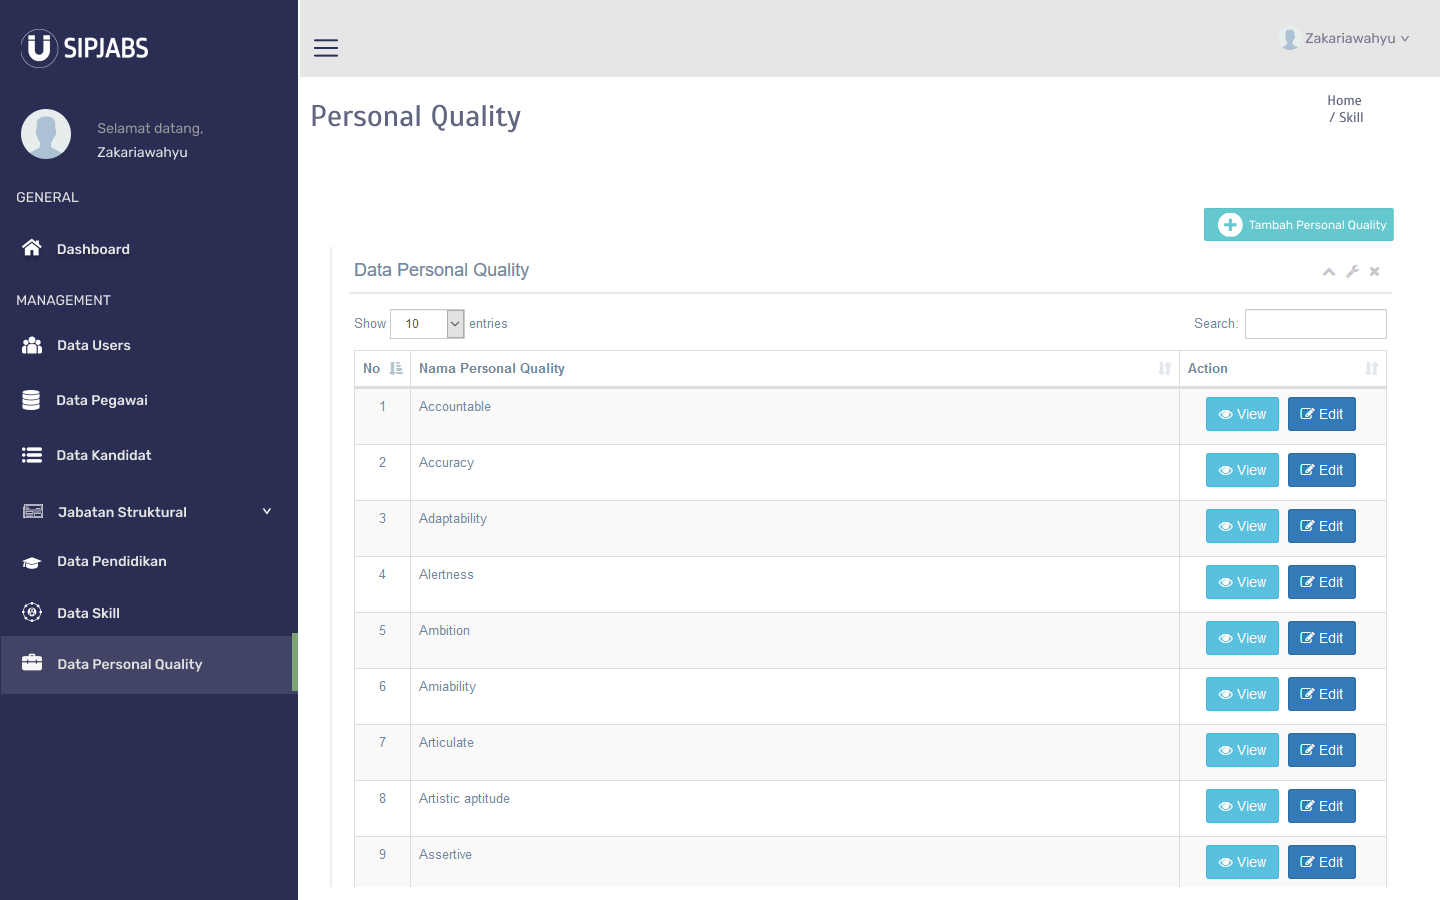 SIPJABS
Selamat datang,
Zakariawahyu
GENERAL
Dashboard
MANAGEMENT
Data Users
Data Pegawai
Data Kandidat
Jabatan Struktural
Data Pendidikan
Data Skill
Data Personal Quality
Zakariawahyu
Personal Quality
Home
/ Skill
Tambah Personal Quality
Data Personal Quality
Show 10 entries
Search:
No Nama Personal Quality Action
1 Accountable View Edit
2 Accuracy View Edit
3 Adaptability View Edit
4 Alertness View Edit
5 Ambition View Edit
6 Amiability View Edit
7 Articulate View Edit
8 Artistic aptitude View Edit
9 Assertive View Edit